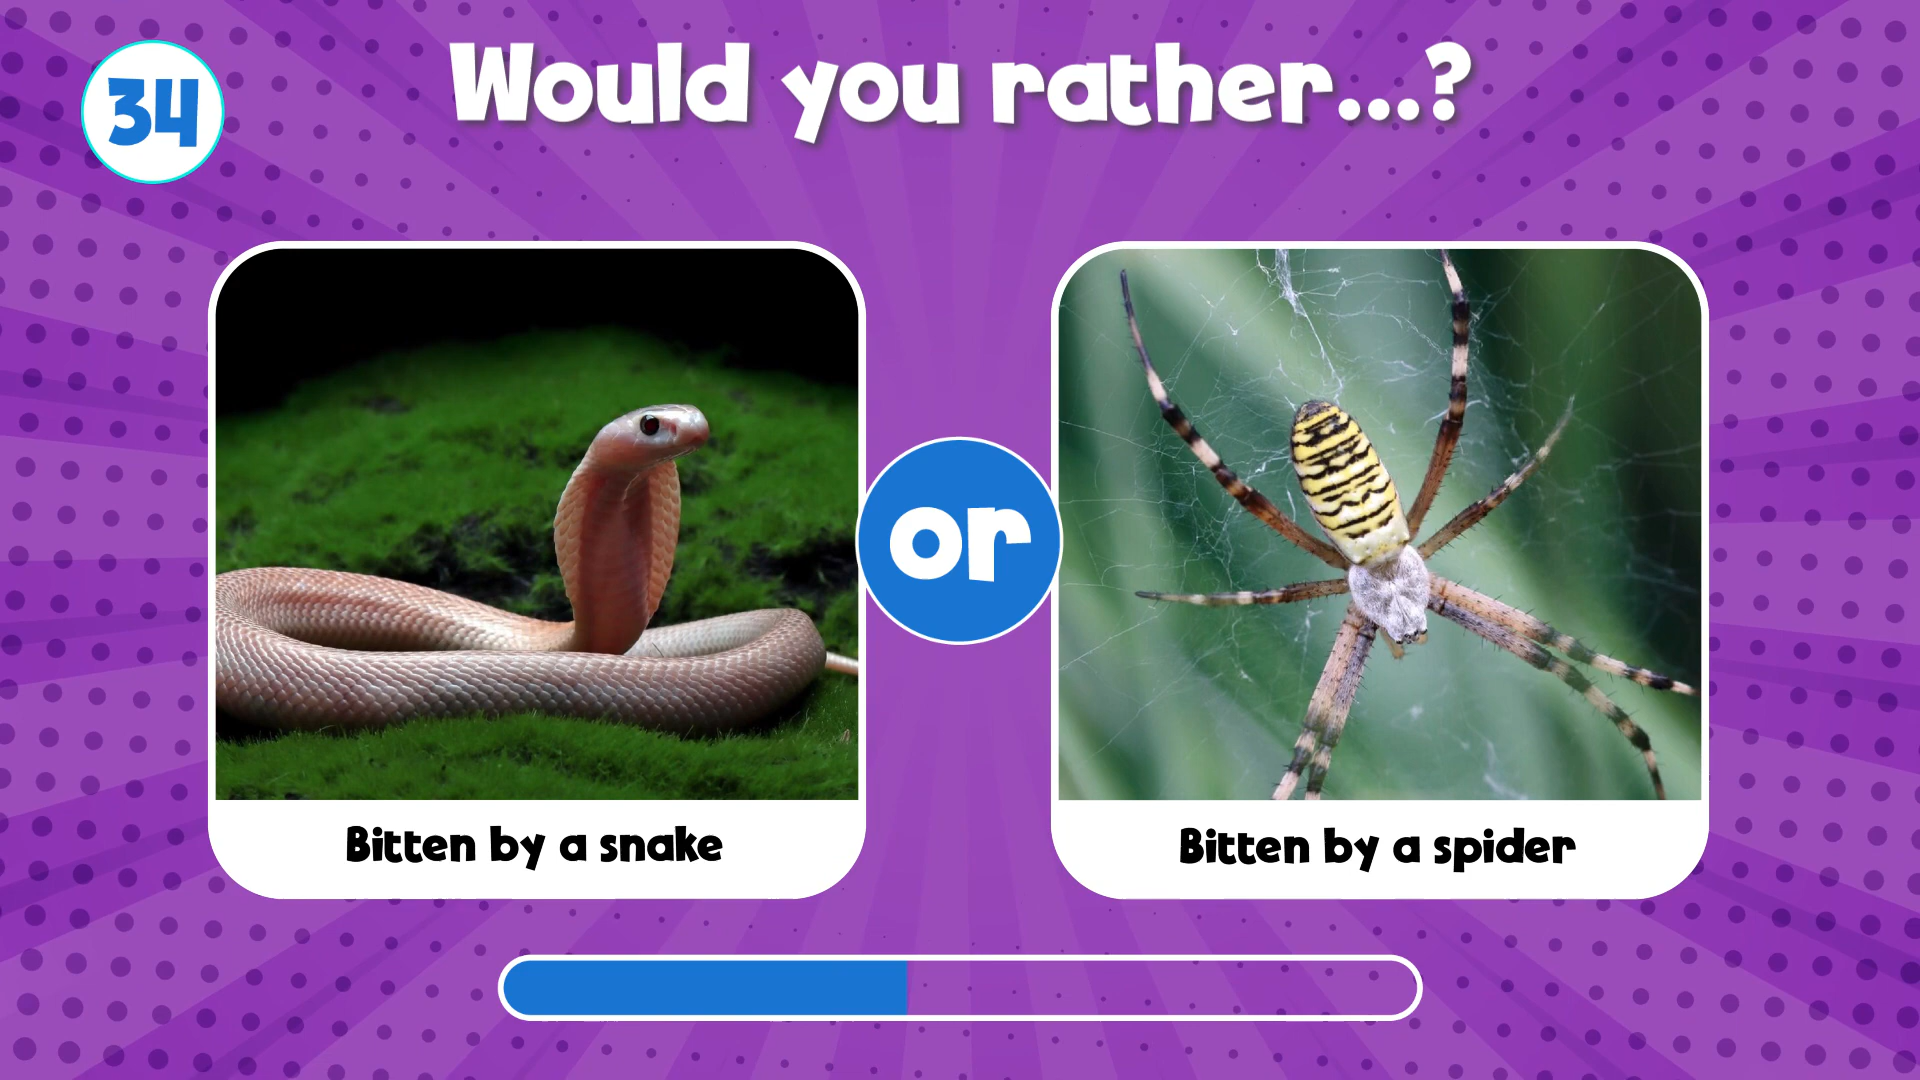 34
Would you rather...?
or
Bitten by a snake
Bitten by a spider